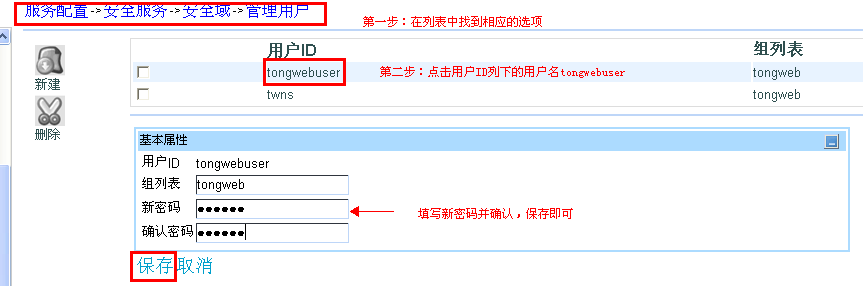 服务配置->安全服务->安全域->管理用户
第一步：在列表中找到相应的选项
用户ID 组列表
新建
tongwebuser 第二步：点击用户ID列下的用户名tongwebuser tongweb
twns tongweb
删除
基本属性
用户ID tongwebuser
组列表 tongweb
新密码 ●●●●●●
填写新密码并确认，保存即可
确认密码 ●●●●●●
保存 取消